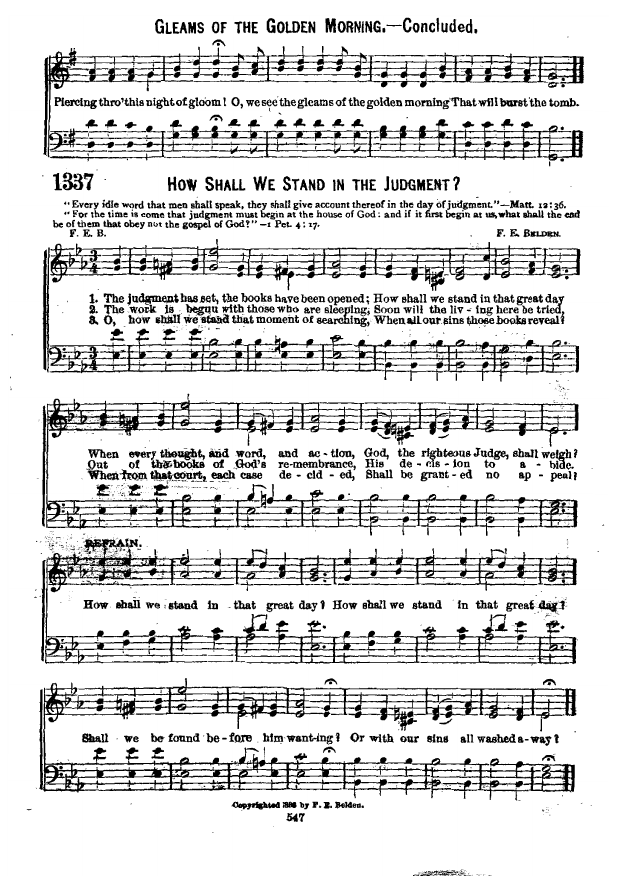 GLEAMS OF THE GOLDEN MORNING.—Concluded.
Piercing thro' this night of gloom! O, we see the gleams of the golden morning That will burst the tomb.
1337 HOW SHALL WE STAND IN THE JUDGMENT?
"Every idle word that men shall speak, they shall give account thereof in the day of judgment."—Matt. 12:36.
"For the time is come that judgment must begin at the house of God: and if it first begin at us, what shall the end
be of them that obey not the gospel of God?" —1 Pet. 4:17.
F. E. B. F. E. BELDEN.
1. The judgment has set, the books have been opened; How shall we stand in that great day
2. The work is begun with those who are sleeping, Soon will the liv - ing here be tried,
3. O, how shall we stand that moment of searching, When all our sins those books reveal?
When every thought, and word, and ac - tion, God, the righteous Judge, shall weigh?
Out of the books of God's re-membrance, His de - cis - ion to a - bide.
When from that court, each case de - cid - ed, Shall be grant - ed no ap - peal?
REFRAIN.
How shall we stand in that great day? How shall we stand in that great day?
Shall we be found be - fore him want-ing? Or with our sins all washed a-way?
Copyrighted 1886 by F. E. Belden.
547